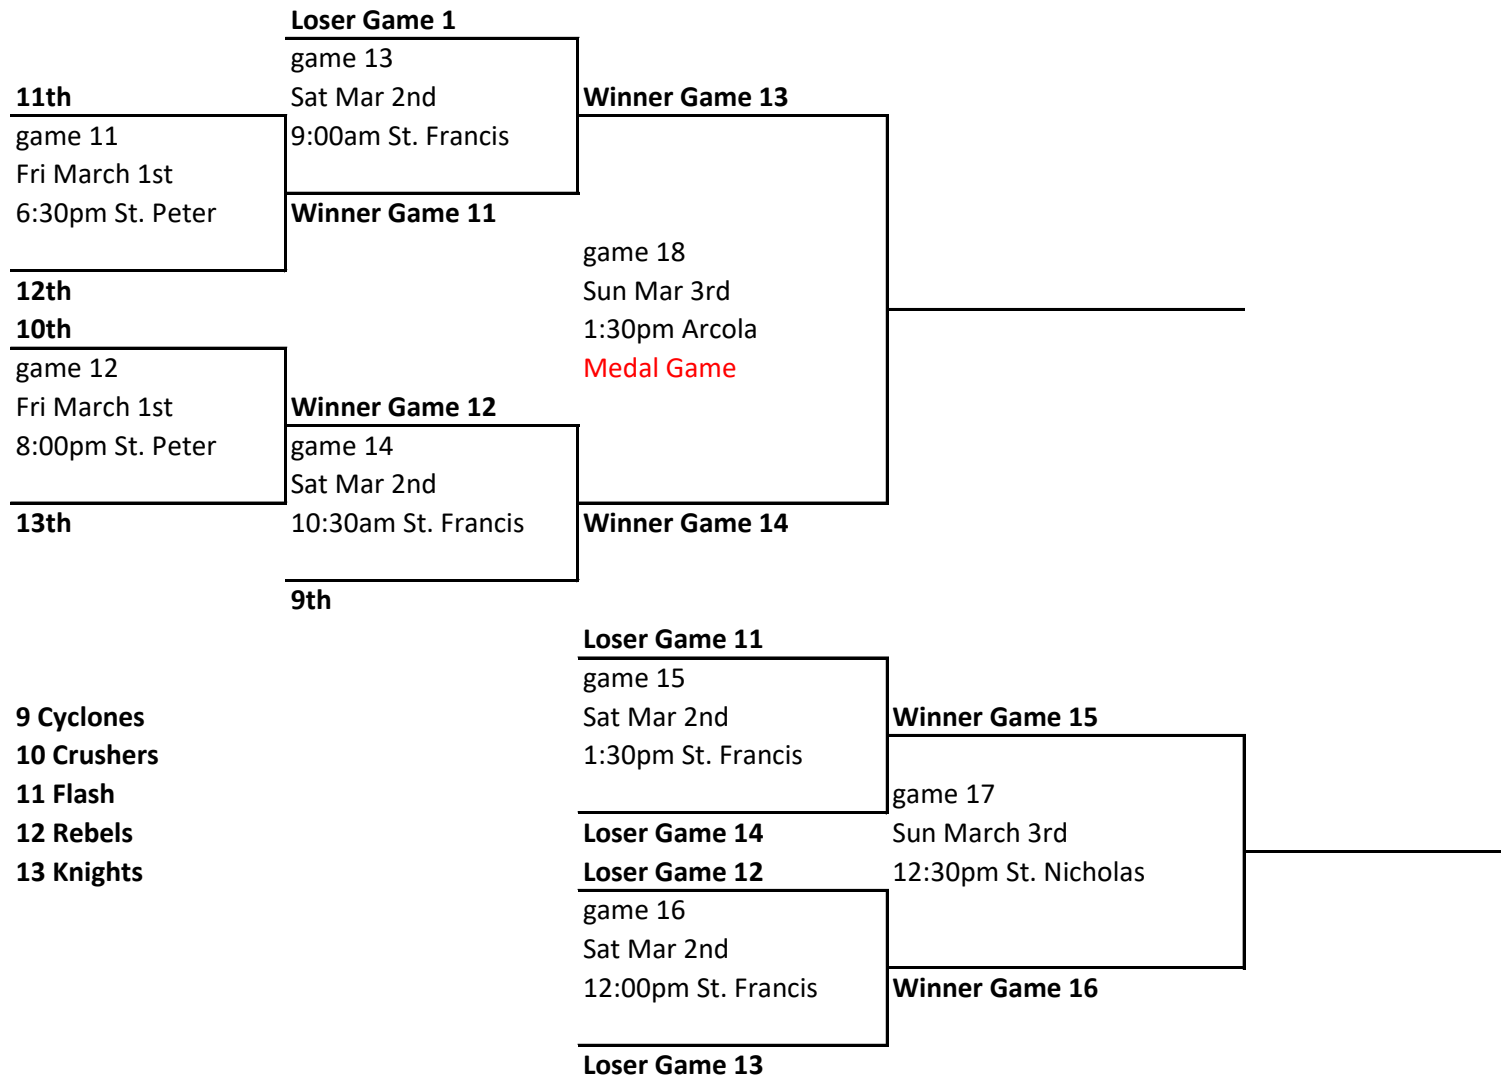 Loser Game 1
game 13
Sat Mar 2nd
9:00am St. Francis
11th
game 11
Fri March 1st
6:30pm St. Peter
Winner Game 11
12th
Winner Game 13
game 18
Sun Mar 3rd
1:30pm Arcola
Medal Game
10th
game 12
Fri March 1st
8:00pm St. Peter
13th
Winner Game 12
game 14
Sat Mar 2nd
10:30am St. Francis
9th
Winner Game 14
Loser Game 11
game 15
Sat Mar 2nd
1:30pm St. Francis
Loser Game 14
Winner Game 15
game 17
Sun March 3rd
12:30pm St. Nicholas
Loser Game 12
game 16
Sat Mar 2nd
12:00pm St. Francis
Loser Game 13
Winner Game 16
9 Cyclones
10 Crushers
11 Flash
12 Rebels
13 Knights